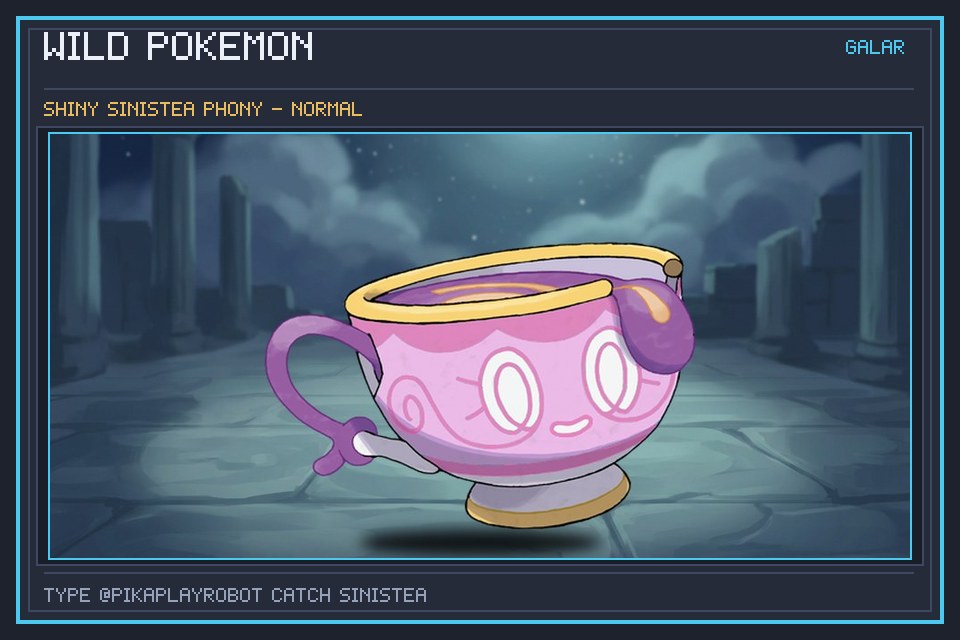 WILD POKEMON
GALAR
SHINY SINISTEA PHONY - NORMAL
TYPE @PIKAPLAYROBOT CATCH SINISTEA